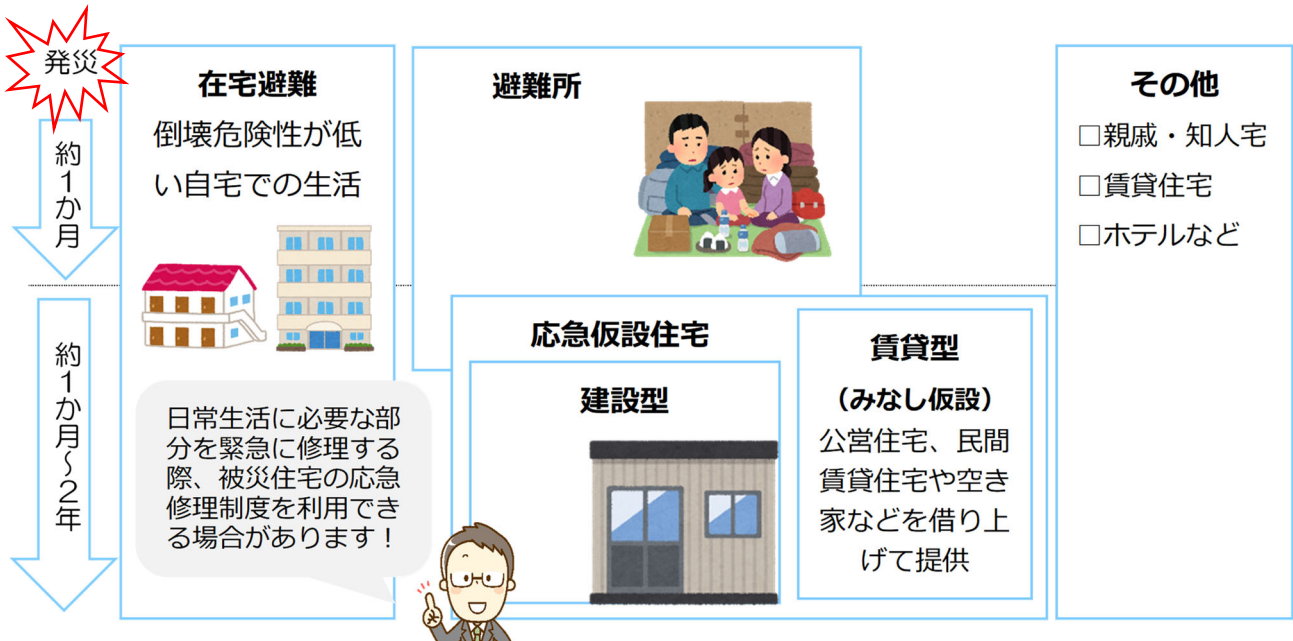 発災
約1か月
約1か月～2年
在宅避難
倒壊危険性が低
い自宅での生活
日常生活に必要な部
分を緊急に修理する
際、被災住宅の応急
修理制度を利用でき
る場合があります！
避難所
応急仮設住宅
建設型
賃貸型
（みなし仮設）
公営住宅、民間
賃貸住宅や空き
家などを借り上
げて提供
その他
□親戚・知人宅
□賃貸住宅
□ホテルなど